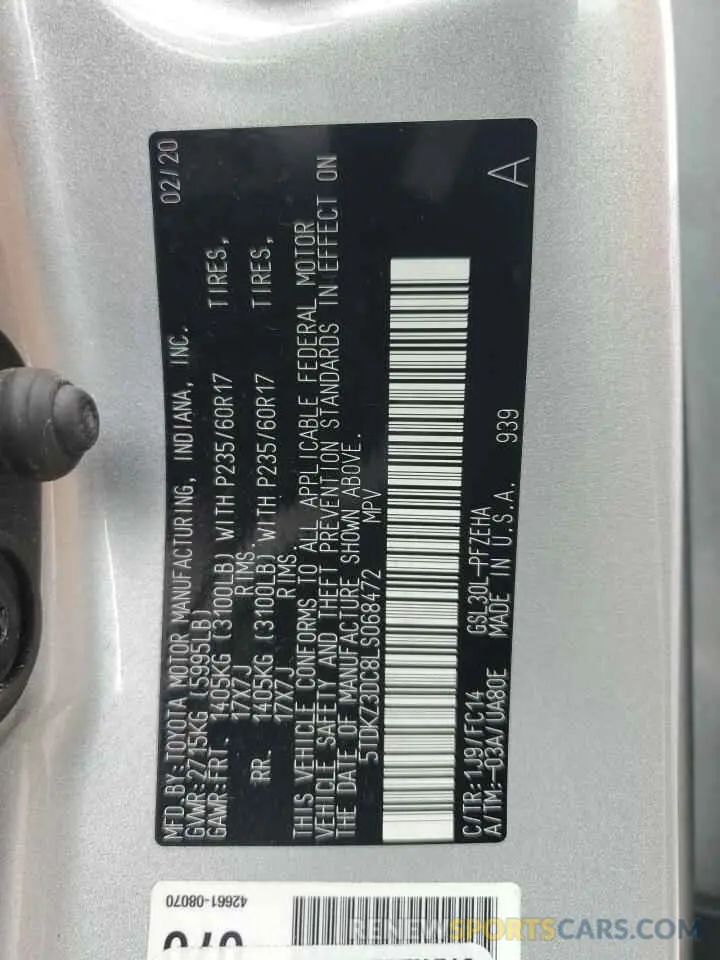 MFD.BY:TOYOTA MOTOR MANUFACTURING, INDIANA, INC. 02/20
GVWR:2715KG (5995LB)
GAWR:FRT. 1405KG (3100LB) WITH P235/60R17 TIRES,
17X7J RIMS.
RR. 1405KG (3100LB) WITH P235/60R17 TIRES,
17X7J RIMS.
THIS VEHICLE CONFORMS TO ALL APPLICABLE FEDERAL MOTOR
VEHICLE SAFETY AND THEFT PREVENTION STANDARDS IN EFFECT ON
THE DATE OF MANUFACTURE SHOWN ABOVE.
5TDKZ3DC8LS068472 MPV
C/TR:1J9/FC14 GSL30L-PFZEHA 939 A
A/TM:-03A/UA80E MADE IN U.S.A.
42661-08070
RENEWSPORTSCARS.COM